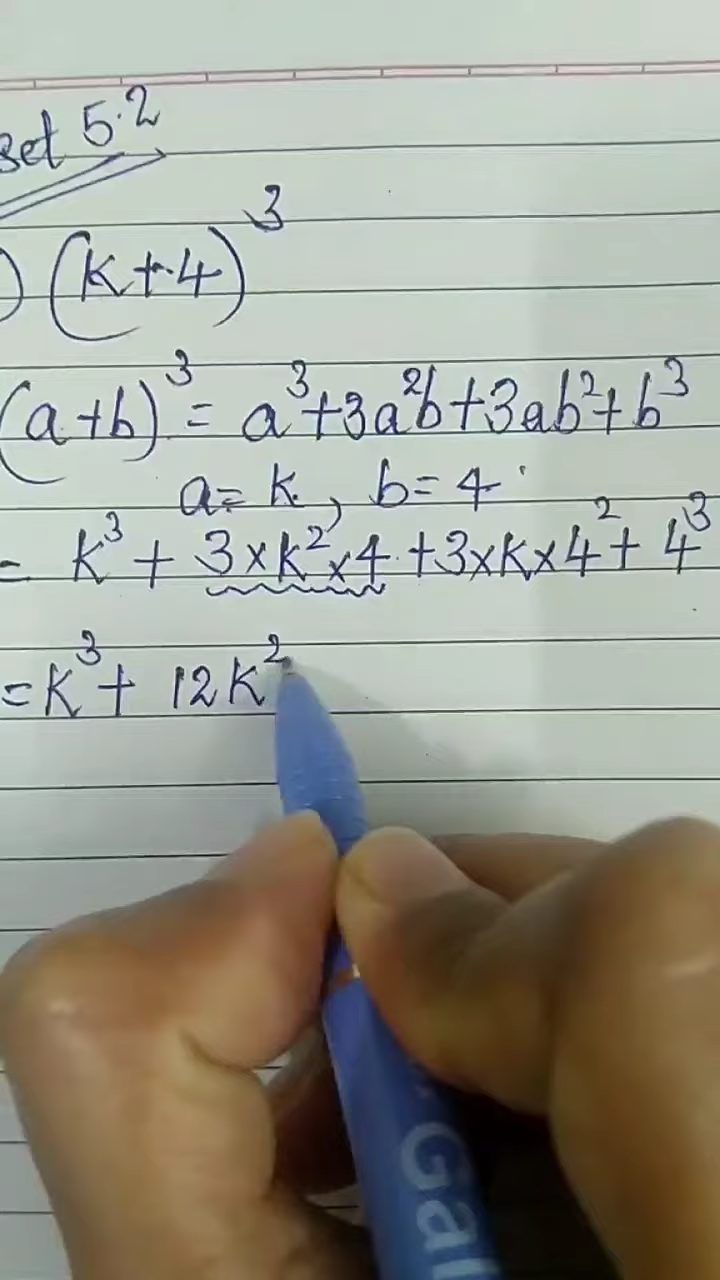 set 5.2
) (k+4)³
(a+b)³ = a³+3a²b+3ab²+b³
a=k, b=4
= k³ + 3×k²×4 +3×k×4²+ 4³
=k³+ 12k²
Gal